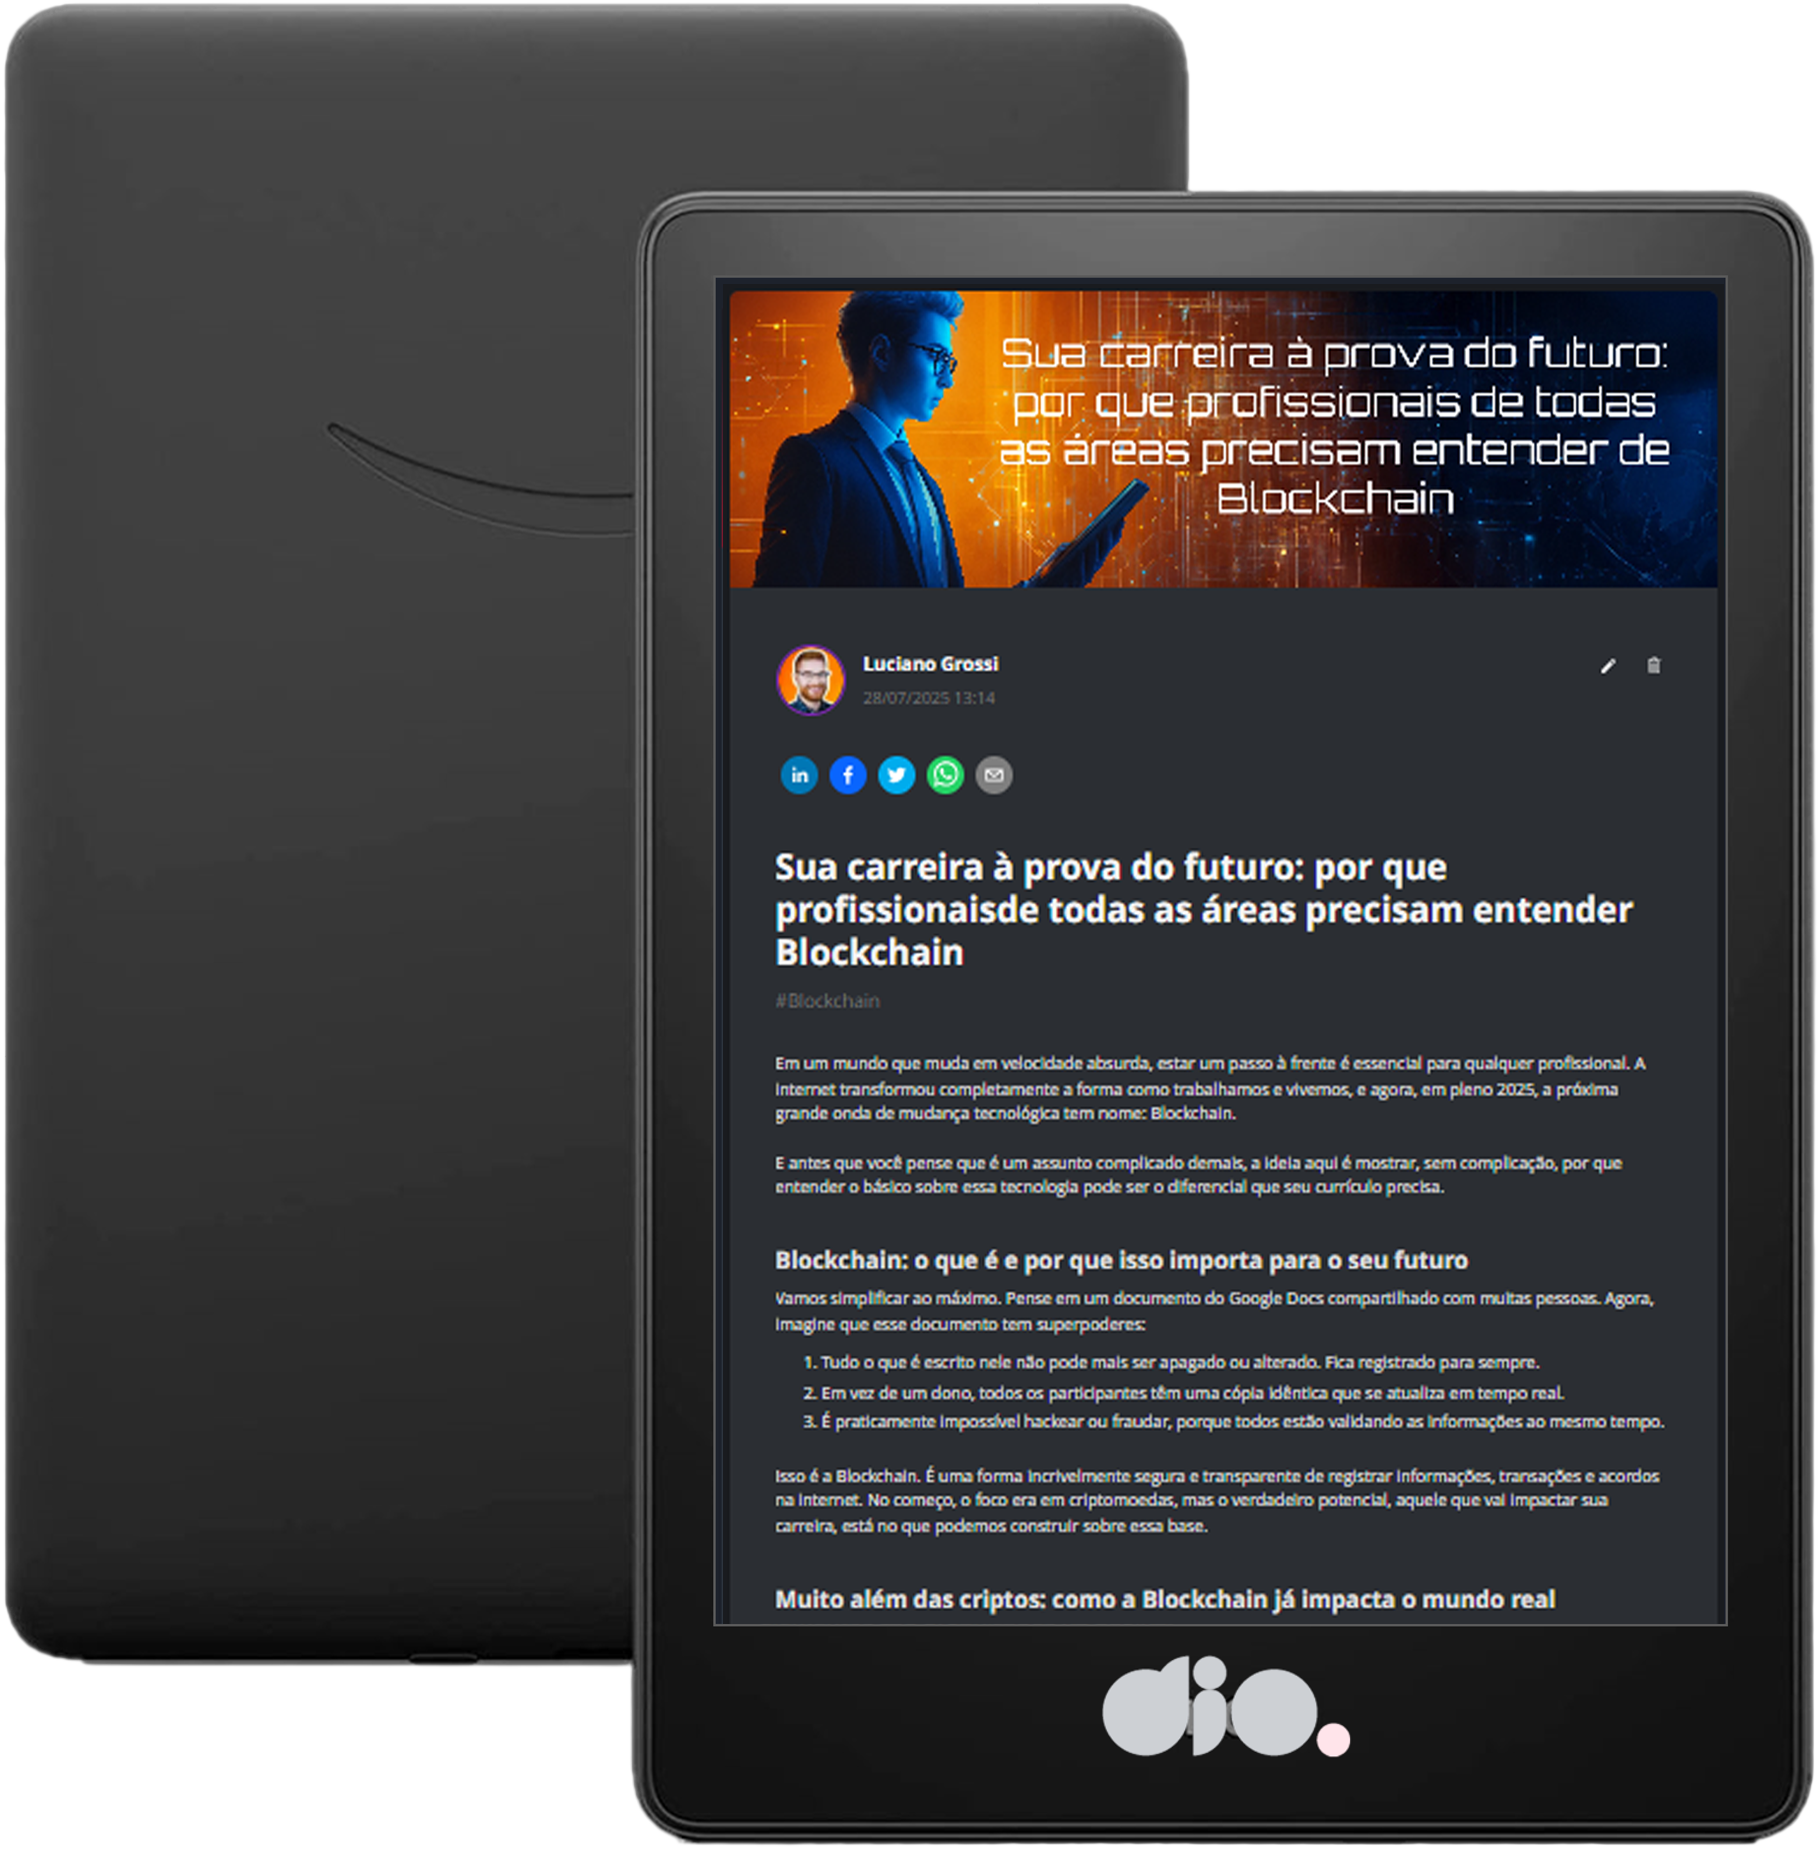 Sua carreira à prova do futuro:
por que profissionais de todas
as áreas precisam entender de
Blockchain
Luciano Grossi
28/07/2025 13:14
in f
Sua carreira à prova do futuro: por que
profissionaisde todas as áreas precisam entender
Blockchain
#Blockchain
Em um mundo que muda em velocidade absurda, estar um passo à frente é essencial para qualquer profissional. A
internet transformou completamente a forma como trabalhamos e vivemos, e agora, em pleno 2025, a próxima
grande onda de mudança tecnológica tem nome: Blockchain.
E antes que você pense que é um assunto complicado demais, a ideia aqui é mostrar, sem complicação, por que
entender o básico sobre essa tecnologia pode ser o diferencial que seu currículo precisa.
Blockchain: o que é e por que isso importa para o seu futuro
Vamos simplificar ao máximo. Pense em um documento do Google Docs compartilhado com muitas pessoas. Agora,
imagine que esse documento tem superpoderes:
1. Tudo o que é escrito nele não pode mais ser apagado ou alterado. Fica registrado para sempre.
2. Em vez de um dono, todos os participantes têm uma cópia idêntica que se atualiza em tempo real.
3. É praticamente impossível hackear ou fraudar, porque todos estão validando as informações ao mesmo tempo.
Isso é a Blockchain. É uma forma incrivelmente segura e transparente de registrar informações, transações e acordos
na internet. No começo, o foco era em criptomoedas, mas o verdadeiro potencial, aquele que vai impactar sua
carreira, está no que podemos construir sobre essa base.
Muito além das criptos: como a Blockchain já impacta o mundo real
dio.